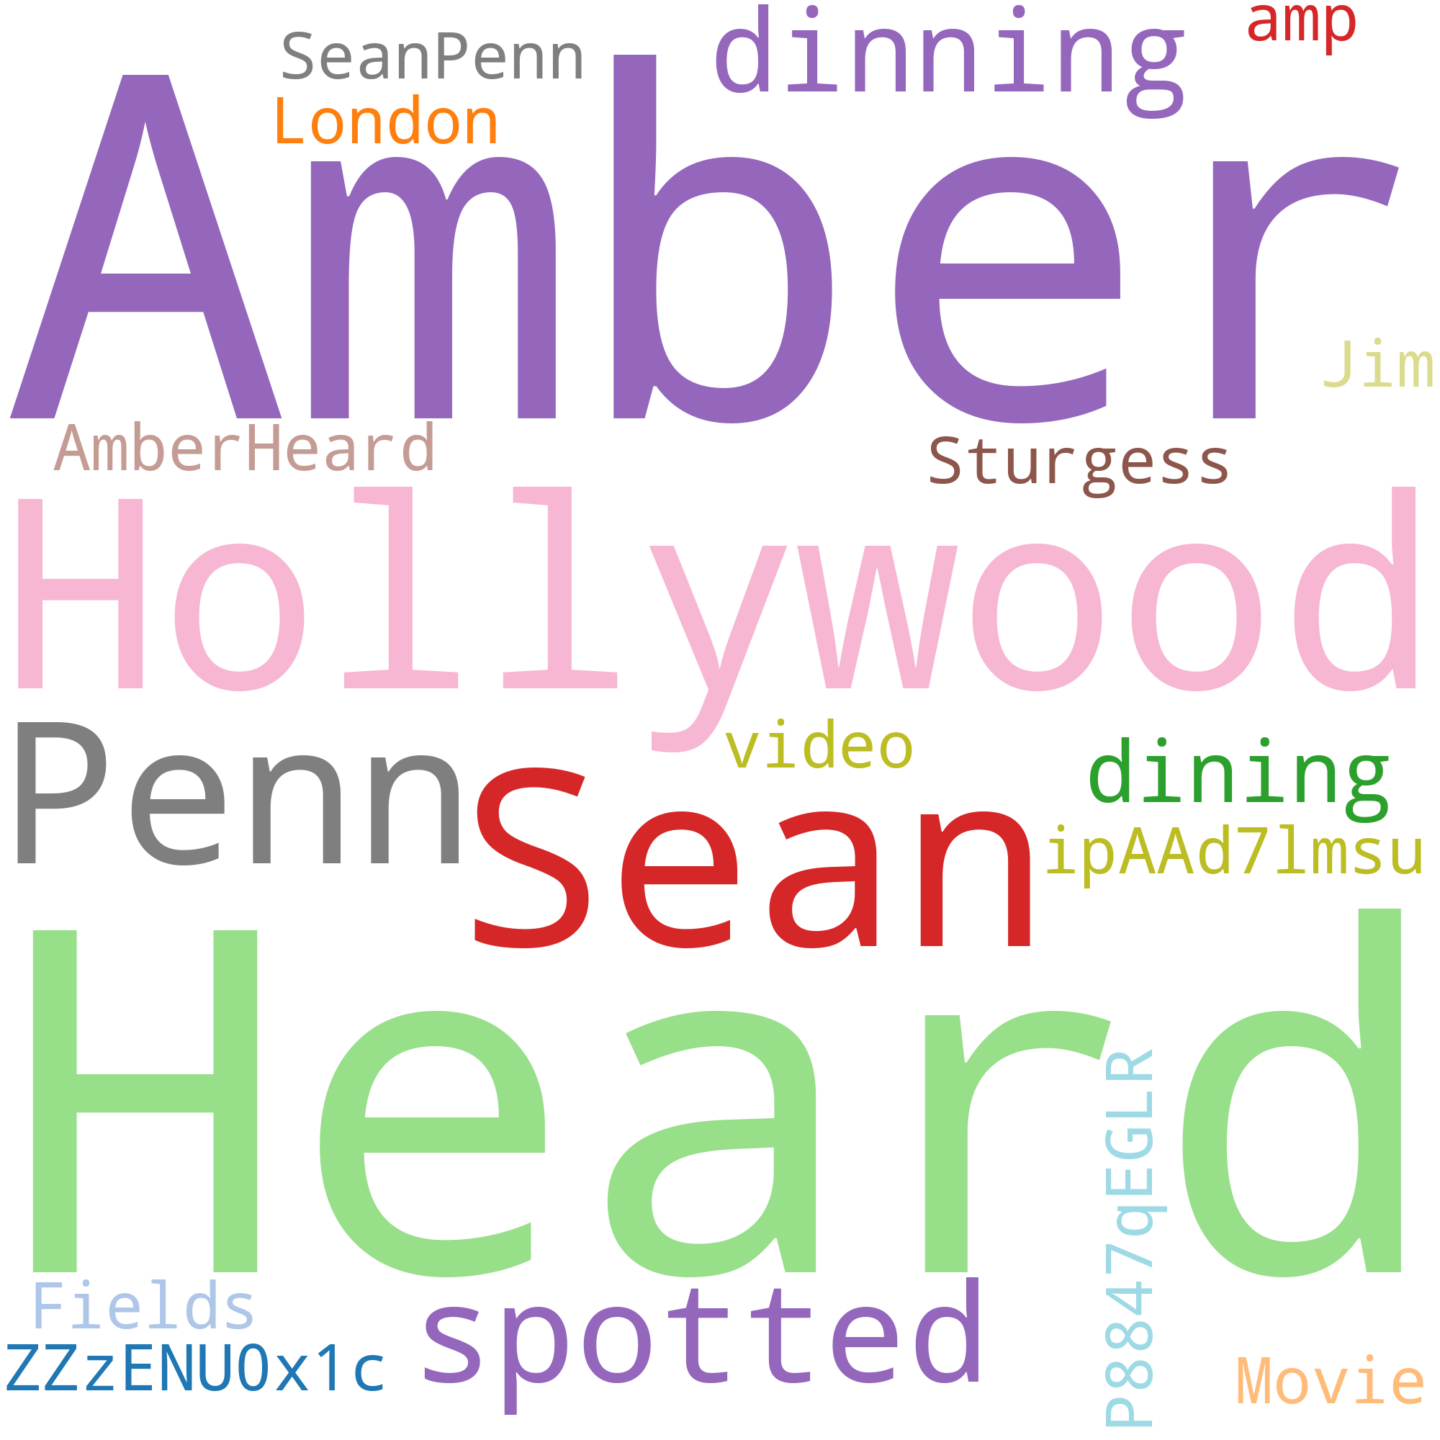 SeanPenn
dinning
amp
London
Amber
Jim
AmberHeard
Sturgess
Hollywood
Penn
video
dining
Sean
ipAAd7lmsu
Heard
P8847qEGLR
Fields
spotted
ZZzENU0x1c
Movie